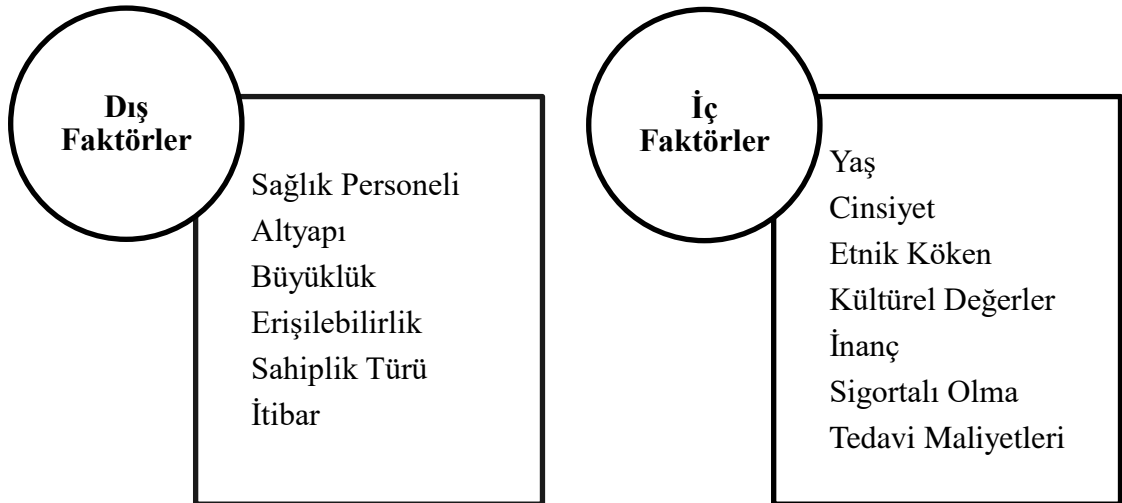 Dış
Faktörler
Sağlık Personeli
Altyapı
Büyüklük
Erişilebilirlik
Sahiplik Türü
İtibar
İç
Faktörler
Yaş
Cinsiyet
Etnik Köken
Kültürel Değerler
İnanç
Sigortalı Olma
Tedavi Maliyetleri